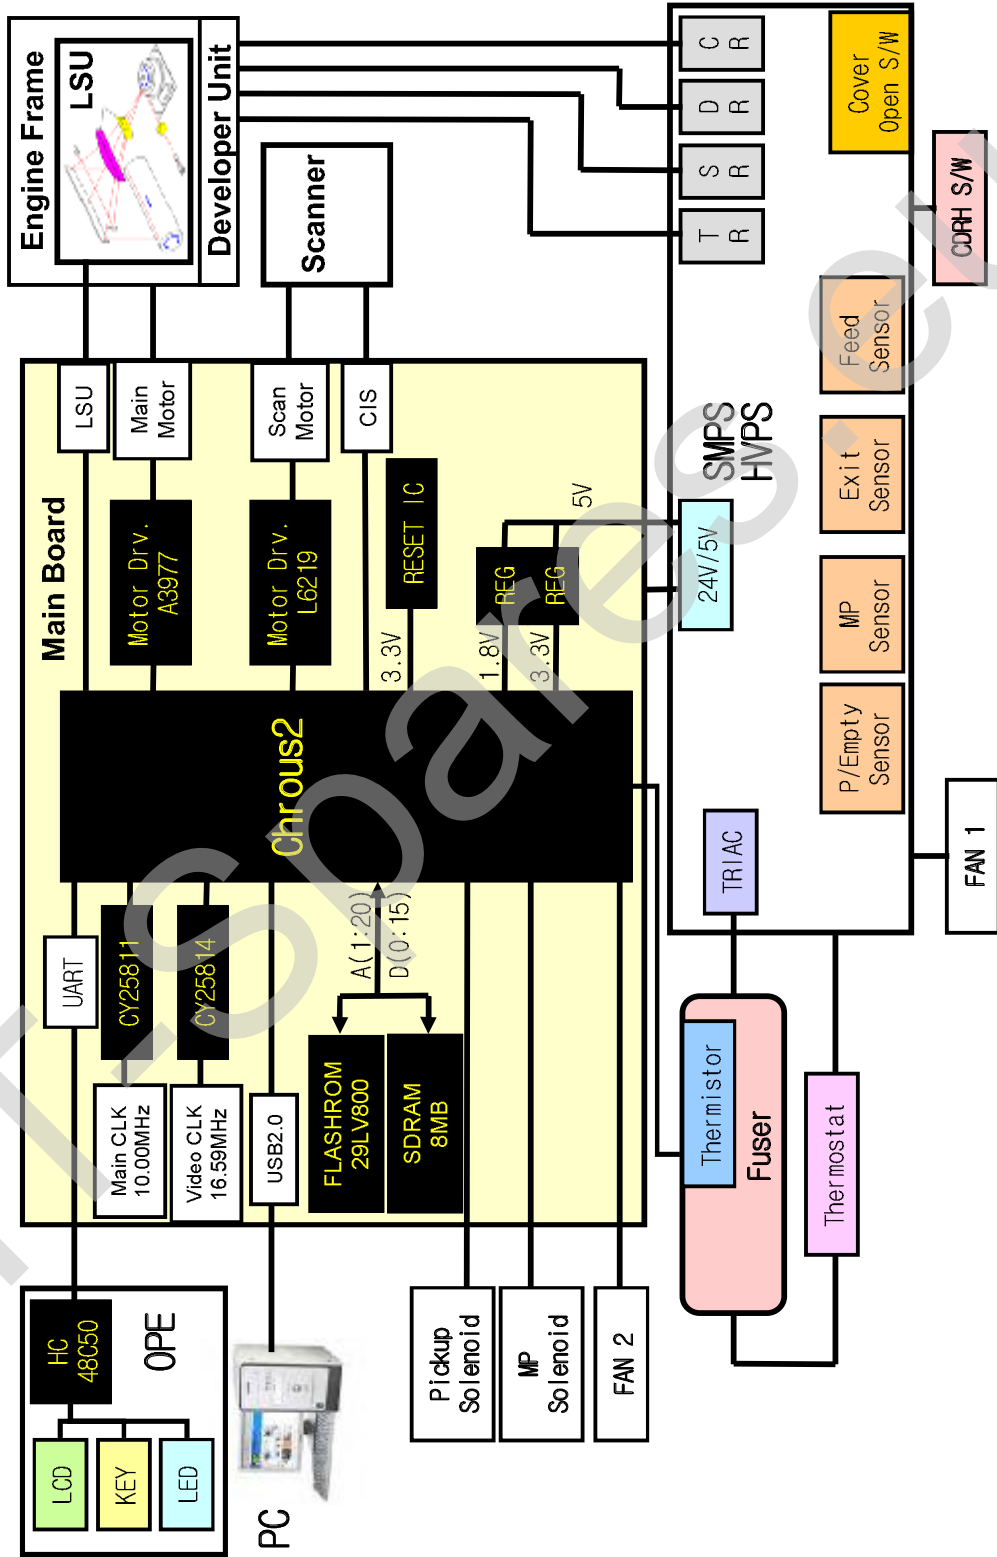 Engine Frame
LSU
Developer Unit
Scanner
C R
D R
S R
T R
Cover
Open S/W
CDRH S/W
Main Board
LSU
Main
Motor
Scan
Motor
CIS
Motor Drv.
A3977
Motor Drv.
L6219
RESET IC
3.3V
REG
REG
1.8V
3.3V
5V
24V/5V
SMPS
HVPS
Feed
Sensor
Exit
Sensor
MP
Sensor
P/Empty
Sensor
Chrous2
TRIAC
FAN 1
UART
CY25811
CY25814
Main CLK
10.00MHz
Video CLK
16.59MHz
USB2.0
A(1:20)
D(0:15)
FLASHROM
29LV800
SDRAM
8MB
Thermistor
Fuser
Thermostat
HC
48C50
OPE
LCD
KEY
LED
PC
Pickup
Solenoid
MP
Solenoid
FAN 2
T-spares.eu